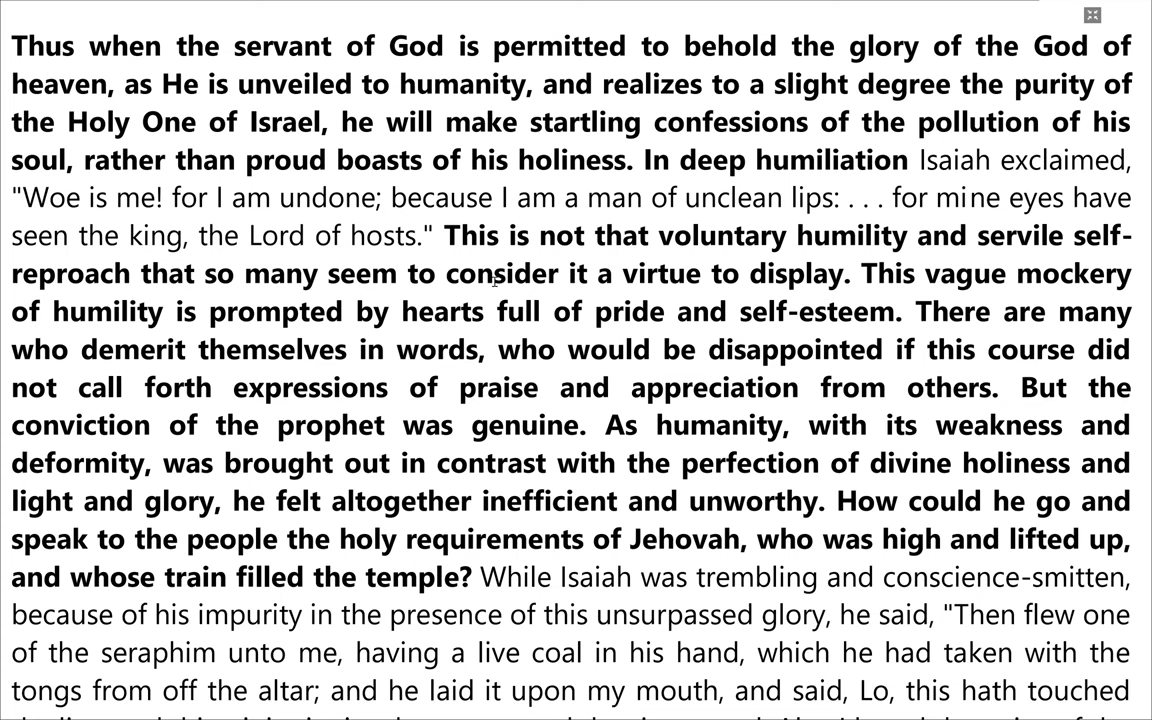 Thus when the servant of God is permitted to behold the glory of the God of
heaven, as He is unveiled to humanity, and realizes to a slight degree the purity of
the Holy One of Israel, he will make startling confessions of the pollution of his
soul, rather than proud boasts of his holiness. In deep humiliation Isaiah exclaimed,
"Woe is me! for I am undone; because I am a man of unclean lips: . . . for mine eyes have
seen the king, the Lord of hosts." This is not that voluntary humility and servile self-
reproach that so many seem to consider it a virtue to display. This vague mockery
of humility is prompted by hearts full of pride and self-esteem. There are many
who demerit themselves in words, who would be disappointed if this course did
not call forth expressions of praise and appreciation from others. But the
conviction of the prophet was genuine. As humanity, with its weakness and
deformity, was brought out in contrast with the perfection of divine holiness and
light and glory, he felt altogether inefficient and unworthy. How could he go and
speak to the people the holy requirements of Jehovah, who was high and lifted up,
and whose train filled the temple? While Isaiah was trembling and conscience-smitten,
because of his impurity in the presence of this unsurpassed glory, he said, "Then flew one
of the seraphim unto me, having a live coal in his hand, which he had taken with the
tongs from off the altar; and he laid it upon my mouth, and said, Lo, this hath touched